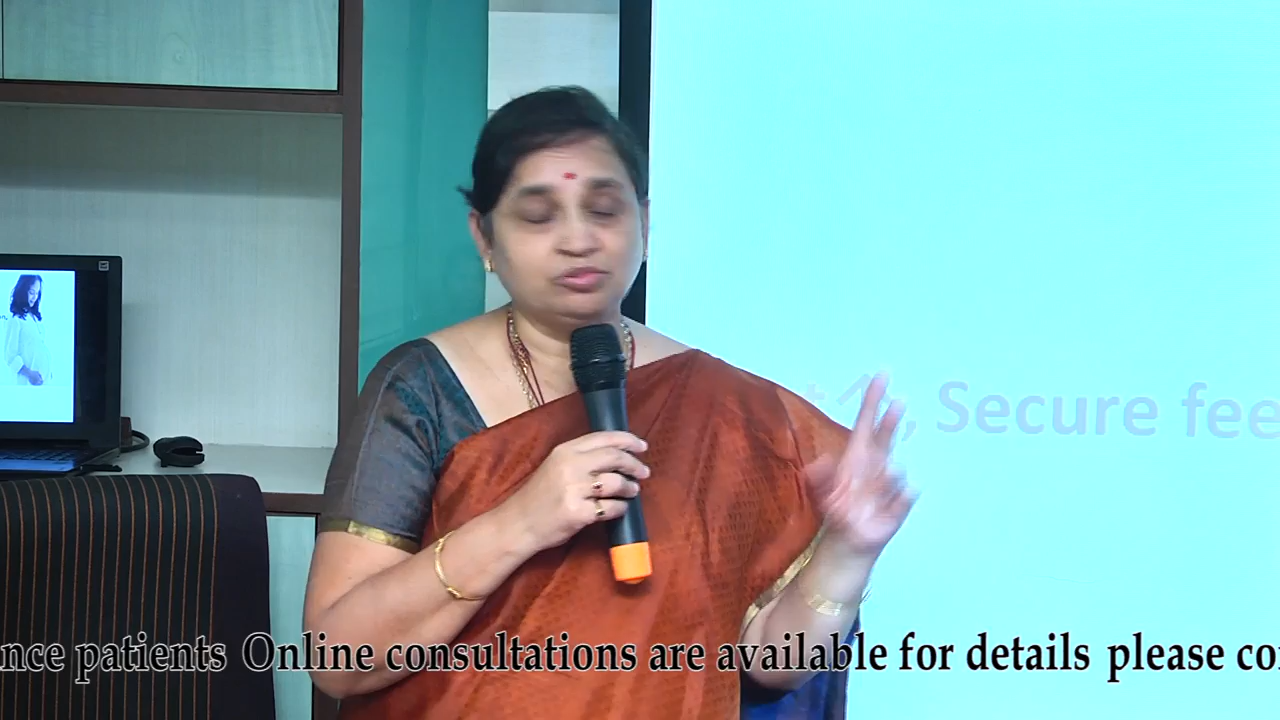 , Secure fee
nce patients Online consultations are available for details please co